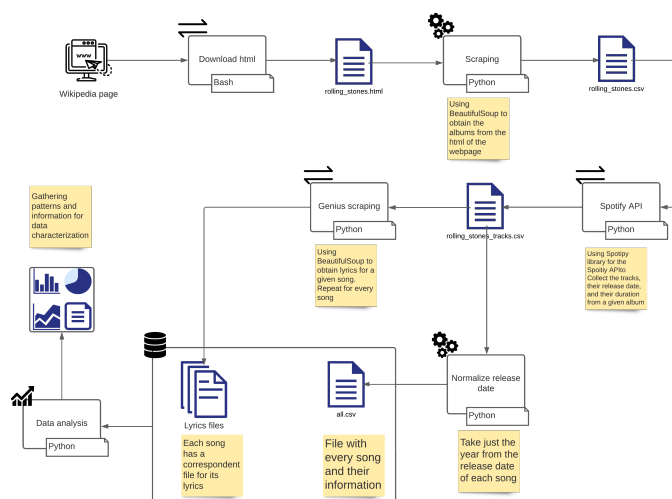 www
Wikipedia page
Download html
Bash
rolling_stones.html
Scraping
Python
rolling_stones.csv
Using
BeautifulSoup to
obtain the
albums from the
html of the
webpage
Gathering
patterns and
information for
data
characterization
Genius scraping
Python
rolling_stones_tracks.csv
Spotify API
Python
Using
BeautifulSoup to
obtain lyrics for a
given song.
Repeat for every
song
Using Spotipy
library for the
Spotiy APIto
Collect the tracks,
their release date,
and their duration
from a given album
Normalize release
date
Python
Lyrics files
all.csv
Data analysis
Python
Each song
has a
correspondent
file for its
lyrics
File with
every song
and their
information
Take just the
year from the
release date
of each song